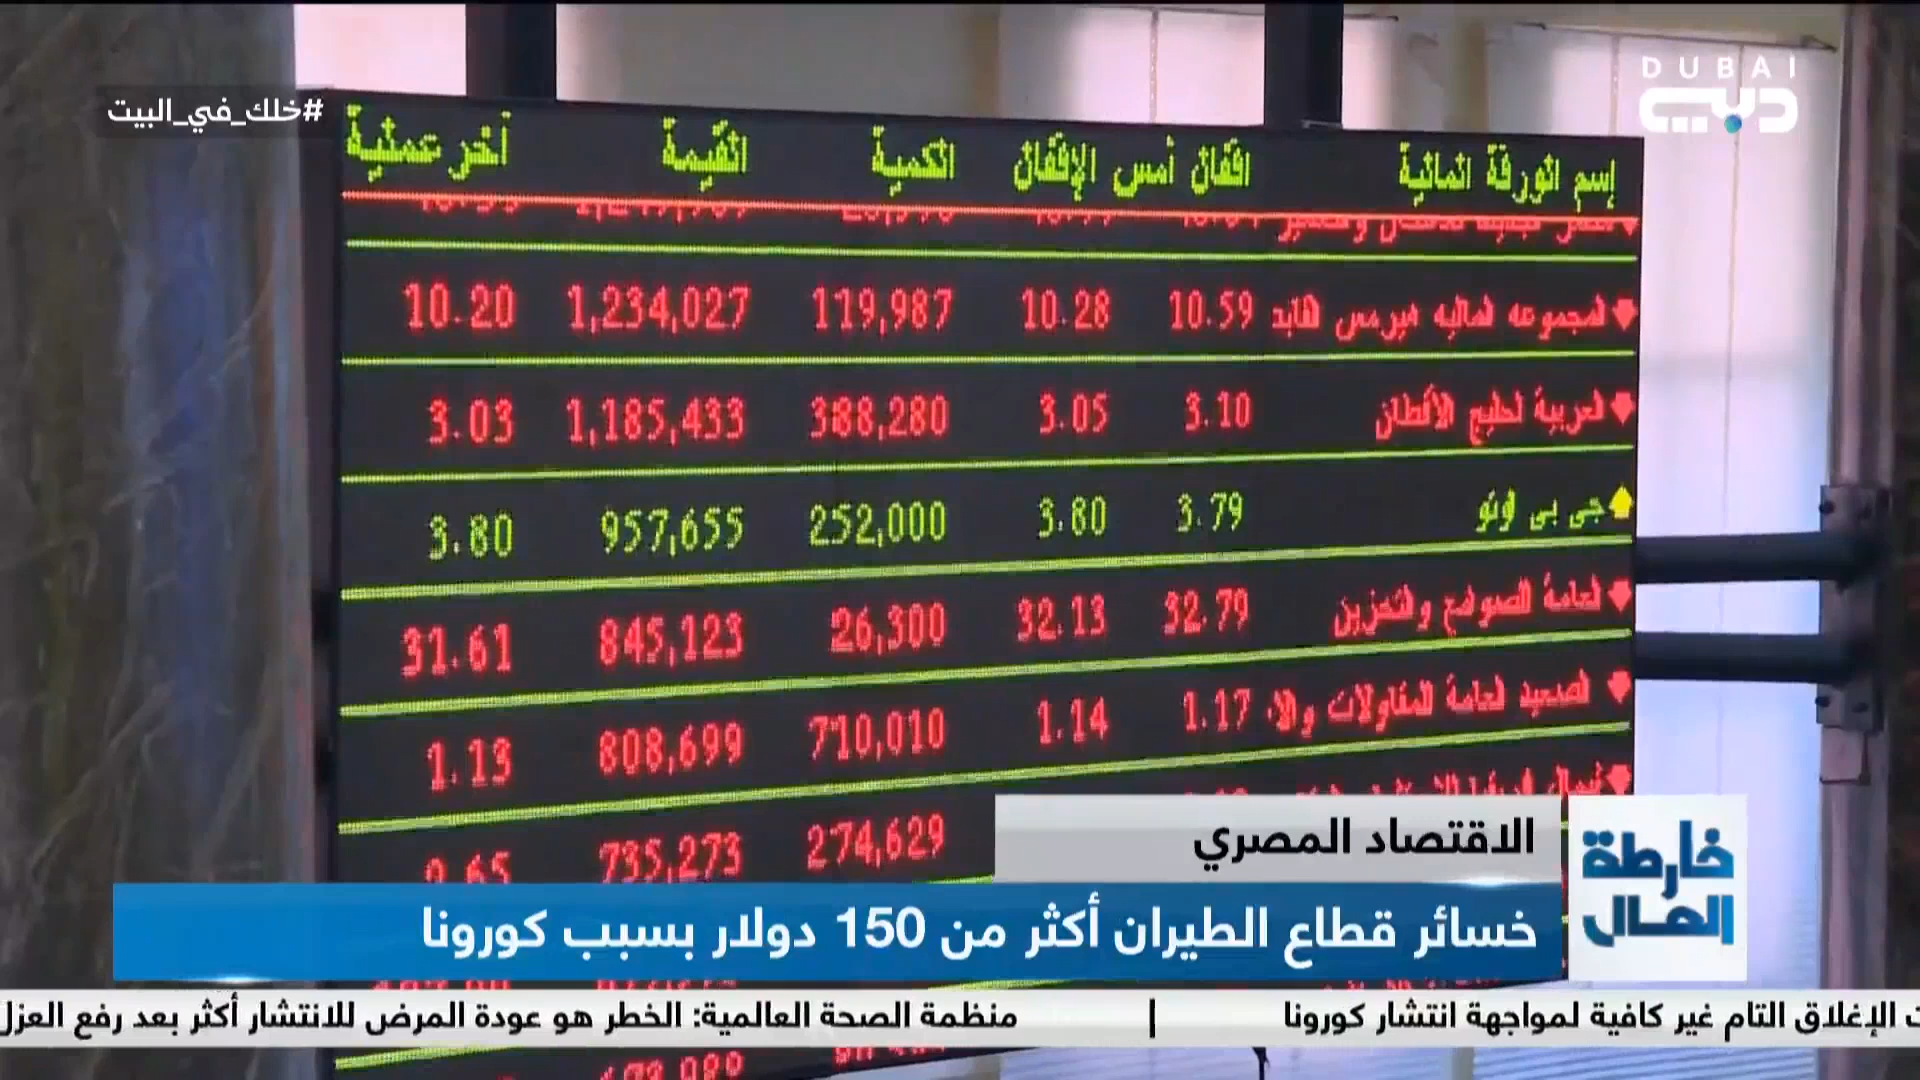 DUBAI
دبي
#خلك_في_البيت
إسم الورقة المالية اقفال أمس الإقفال الكمية القيمة آخر عملية
10.59 10.28 119,987 1,234,027 10.20
العربية لحليج الأقطان 3.10 3.05 388,280 1,185,433 3.03
جى بى اوتو 3.79 3.80 252,000 957,655 3.80
العامة للصوامع والتخزين 32.79 32.13 26,300 845,123 31.61
الصعيد العامة للمقاولات والا 1.17 1.14 710,010 808,699 1.13
274,629 735,273
خارطة المال
الاقتصاد المصري
خسائر قطاع الطيران أكثر من 150 دولار بسبب كورونا
ت الإغلاق التام غير كافية لمواجهة انتشار كورونا | منظمة الصحة العالمية: الخطر هو عودة المرض للانتشار أكثر بعد رفع العزل